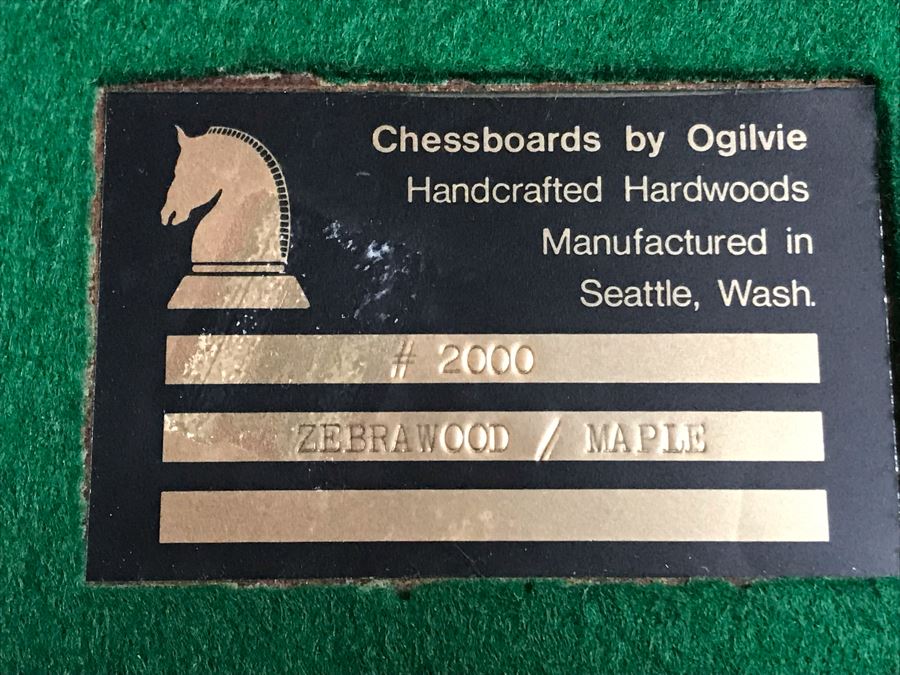 Chessboards by Ogilvie
Handcrafted Hardwoods
Manufactured in
Seattle, Wash.
# 2000
ZEBRAWOOD / MAPLE